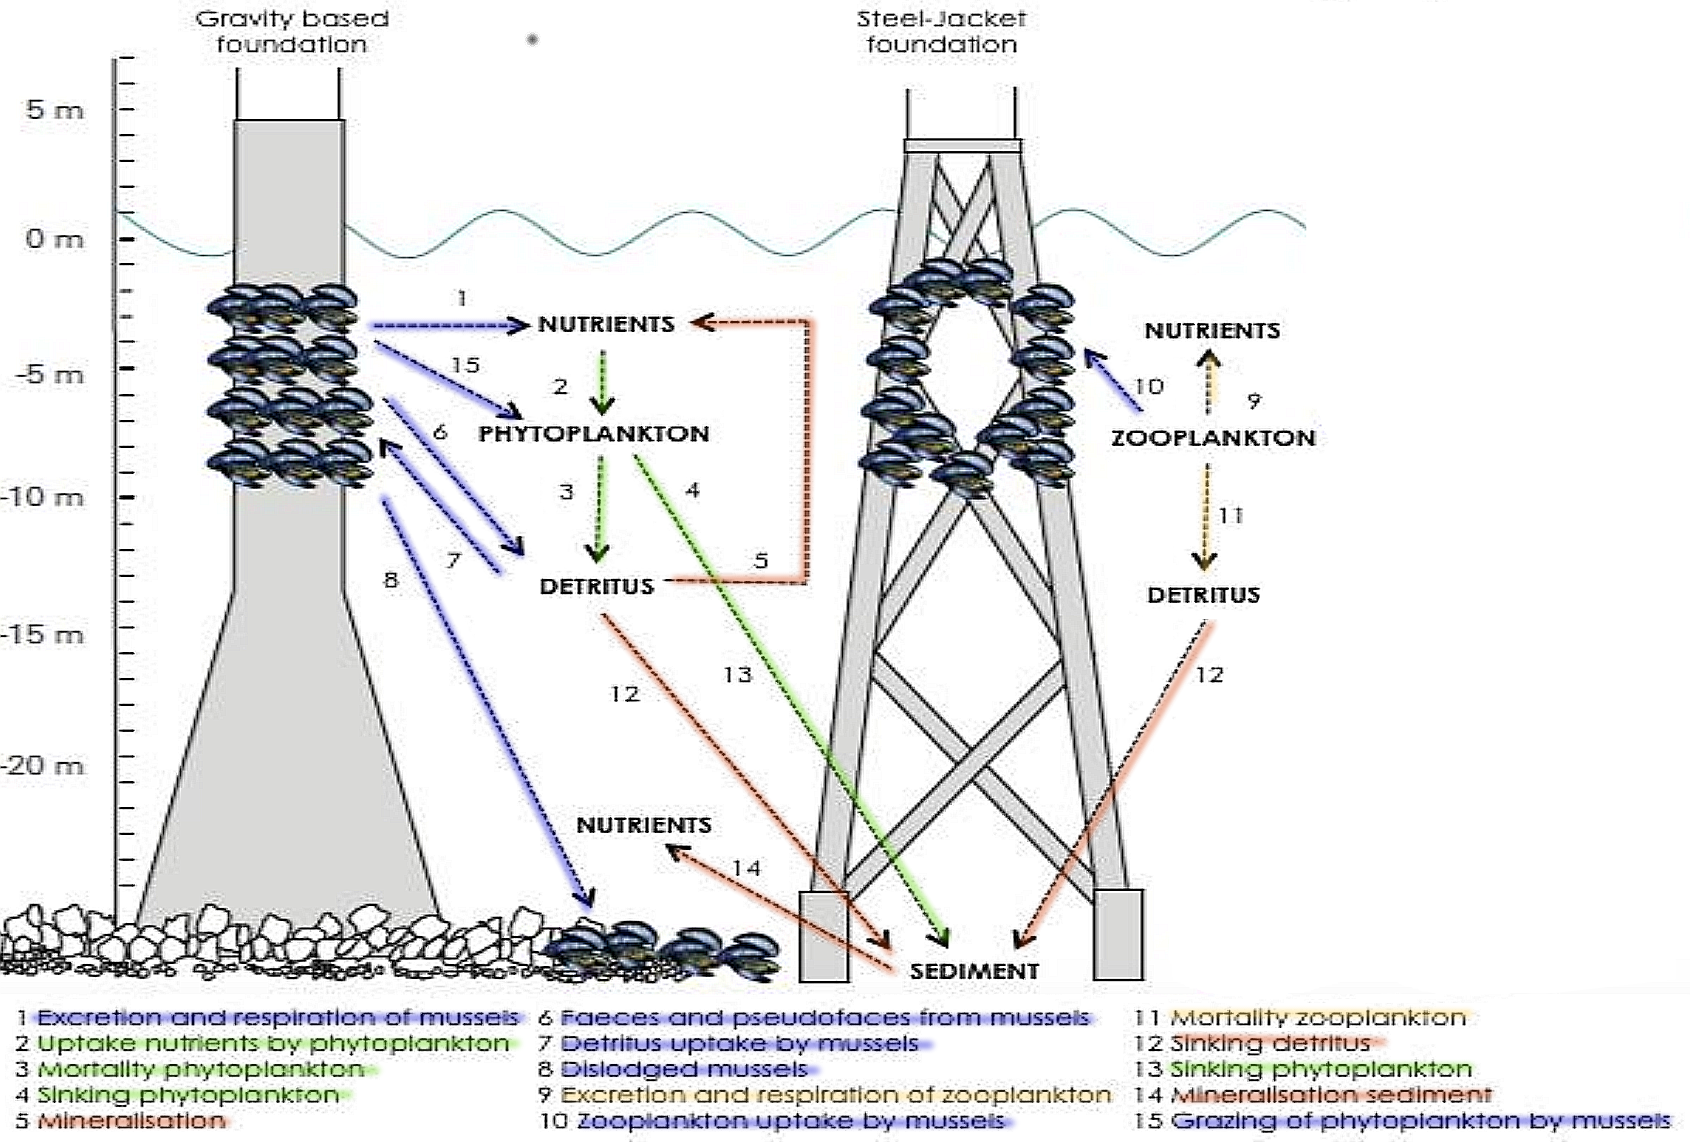 Gravity based
foundation
Steel-Jacket
foundation
5 m
0 m
-5 m
-10 m
-15 m
-20 m
1
NUTRIENTS
15
2
6
PHYTOPLANKTON
3
4
7
5
8
DETRITUS
12
13
NUTRIENTS
14
SEDIMENT
NUTRIENTS
10
9
ZOOPLANKTON
11
DETRITUS
12
1 Excretion and respiration of mussels
2 Uptake nutrients by phytoplankton
3 Mortality phytoplankton
4 Sinking phytoplankton
5 Mineralisation
6 Faeces and pseudofaces from mussels
7 Detritus uptake by mussels
8 Dislodged mussels
9 Excretion and respiration of zooplankton
10 Zooplankton uptake by mussels
11 Mortality zooplankton
12 Sinking detritus
13 Sinking phytoplankton
14 Mineralisation sediment
15 Grazing of phytoplankton by mussels